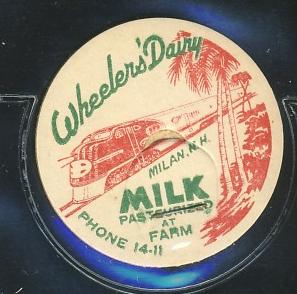 Wheeler's Dairy
MILAN, N.H.
MILK
PASTEURIZED
AT
FARM
PHONE 14-11